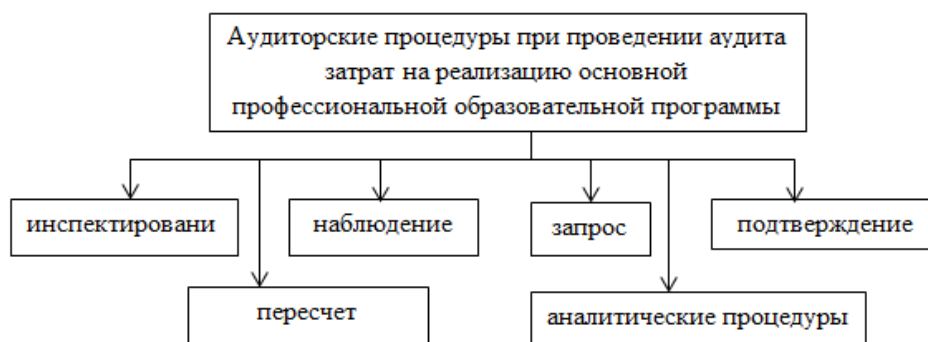 Аудиторские процедуры при проведении аудита
затрат на реализацию основной
профессиональной образовательной программы
инспектировани
наблюдение
запрос
подтверждение
пересчет
аналитические процедуры